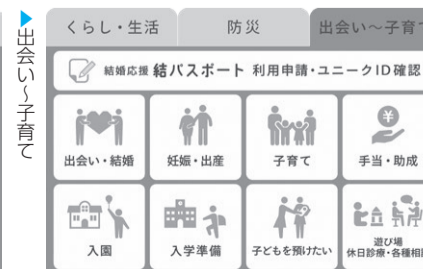 ▶出会い～子育て
くらし・生活
防災
出会い～子育て
結婚応援 結パスポート 利用申請・ユニークID確認
出会い・結婚
妊娠・出産
子育て
手当・助成
入園
入学準備
子どもを預けたい
遊び場
休日診療・各種相談